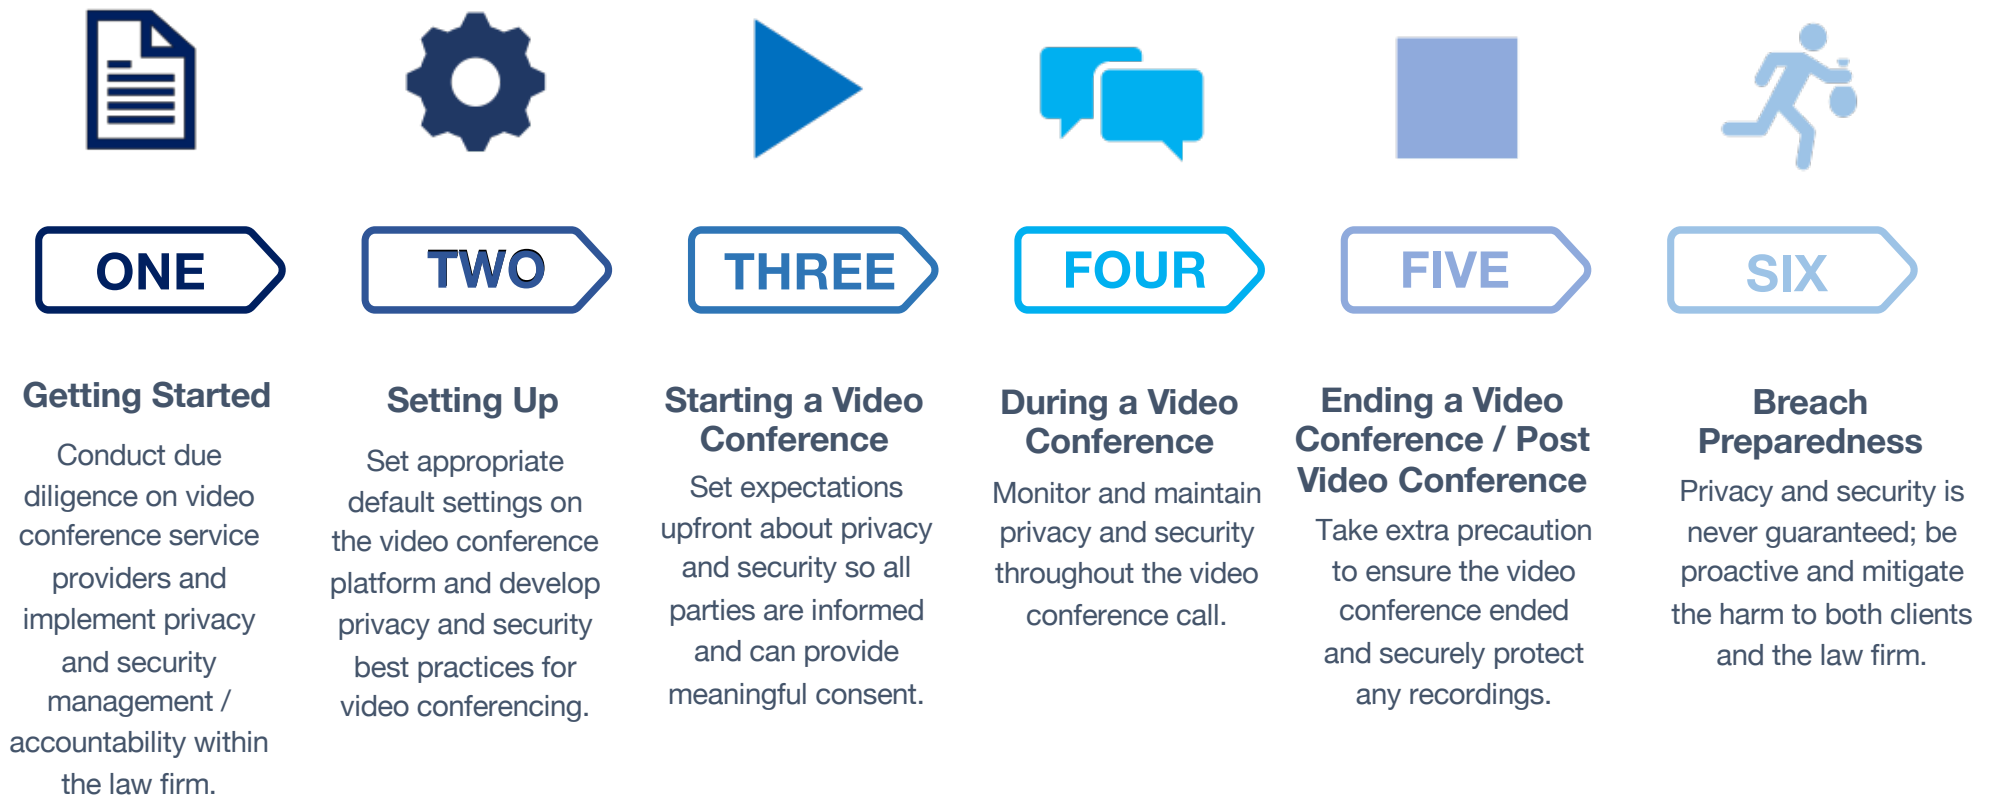 ONE
Getting Started
Conduct due
diligence on video
conference service
providers and
implement privacy
and security
management /
accountability within
the law firm.
TWO
Setting Up
Set appropriate
default settings on
the video conference
platform and develop
privacy and security
best practices for
video conferencing.
THREE
Starting a Video
Conference
Set expectations
upfront about privacy
and security so all
parties are informed
and can provide
meaningful consent.
FOUR
During a Video
Conference
Monitor and maintain
privacy and security
throughout the video
conference call.
FIVE
Ending a Video
Conference / Post
Video Conference
Take extra precaution
to ensure the video
conference ended
and securely protect
any recordings.
SIX
Breach
Preparedness
Privacy and security is
never guaranteed; be
proactive and mitigate
the harm to both clients
and the law firm.